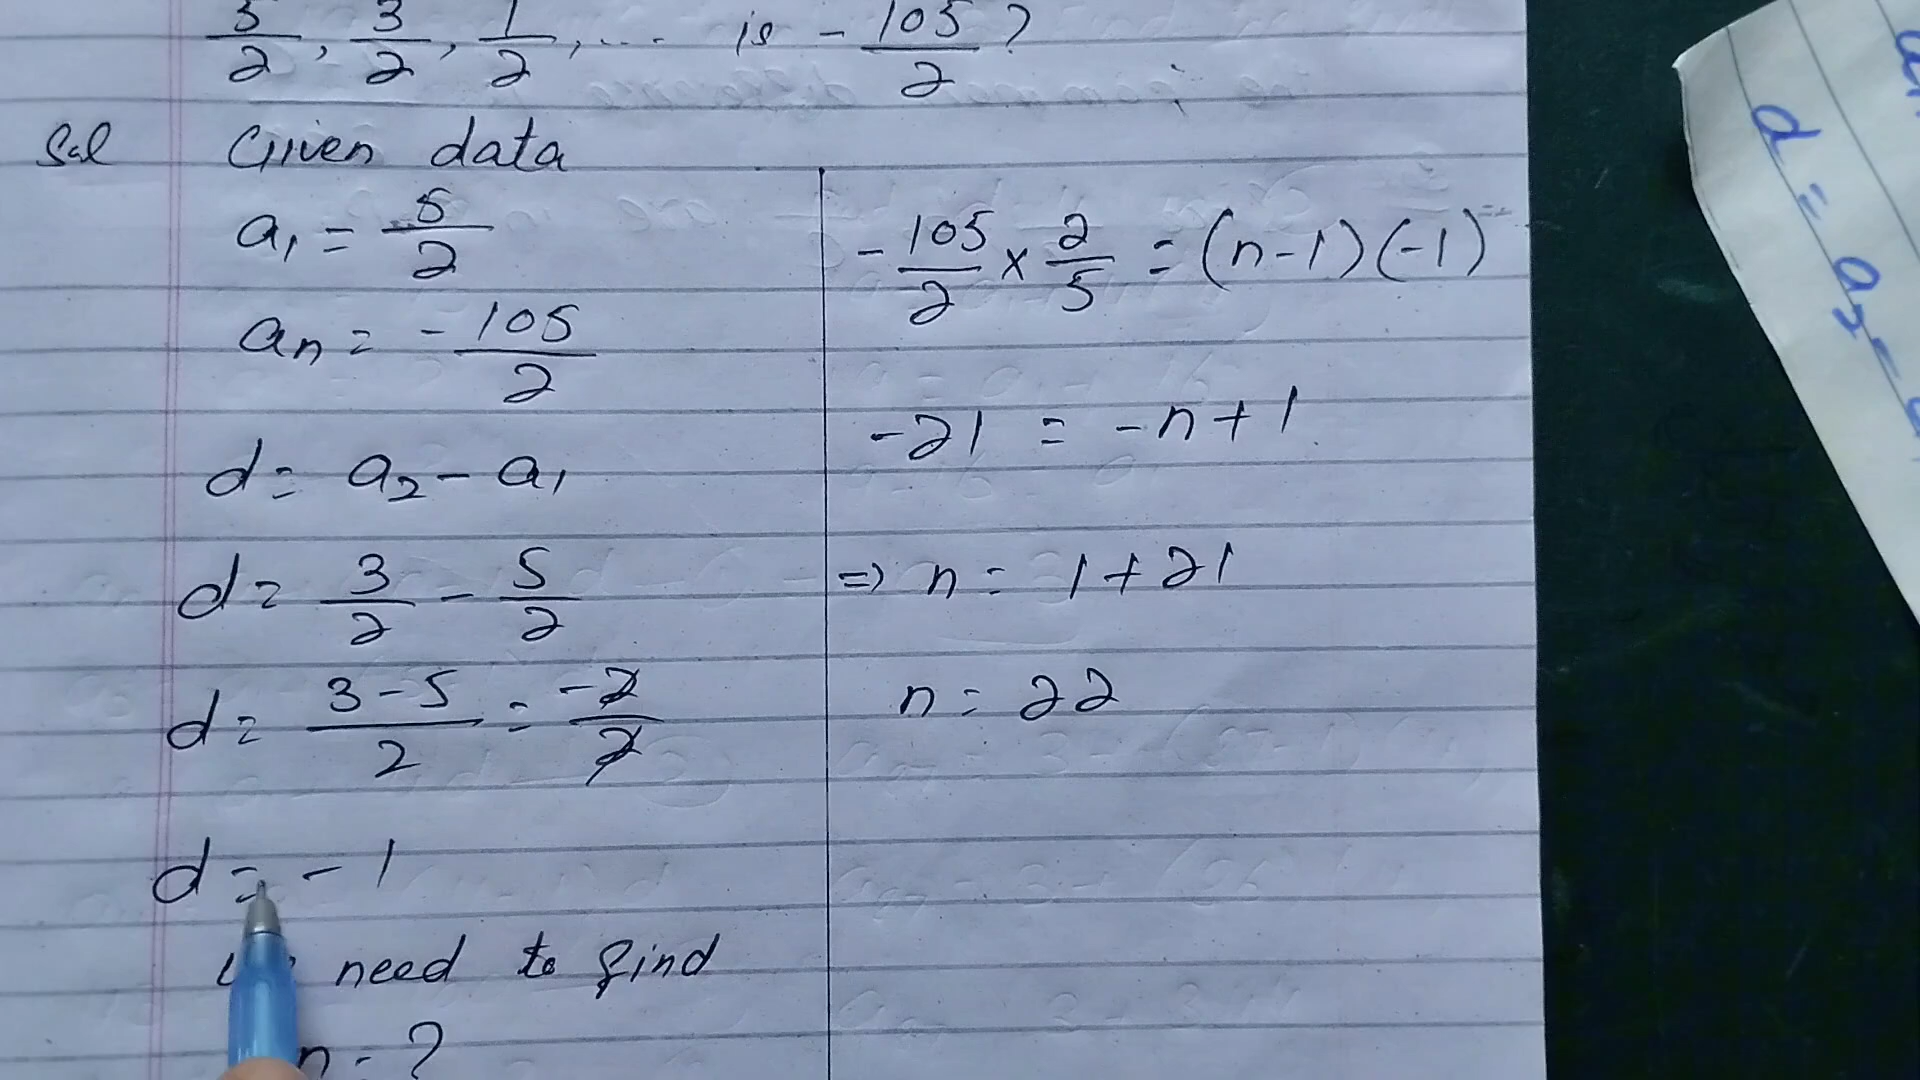 5/2, 3/2, 1/2, ... is -105/2 ?
Sol Given data
a₁ = 5/2
aₙ = -105/2
d = a₂ - a₁
d = 3/2 - 5/2
d = (3-5)/2 = -2/2
d = -1
need to find
n = ?
-105/2 × 2/5 = (n-1)(-1)
-21 = -n+1
⇒ n = 1+21
n = 22
d = a₂ -